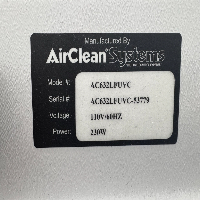 Manufactured By
AirClean Systems
Model #: AC632LFUVC
Serial # AC632LFUVC-53779
Voltage: 110V/60HZ
Power: 230W